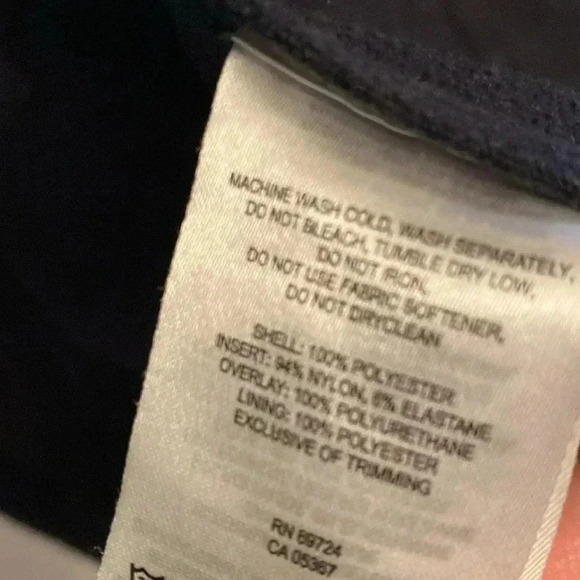 MACHINE WASH COLD, WASH SEPARATELY,
DO NOT BLEACH, TUMBLE DRY LOW,
DO NOT IRON,
DO NOT USE FABRIC SOFTENER,
DO NOT DRYCLEAN
SHELL: 100% POLYESTER
INSERT: 94% NYLON, 6% ELASTANE
OVERLAY: 100% POLYURETHANE
LINING: 100% POLYESTER
EXCLUSIVE OF TRIMMING
RN 69724
CA 05367